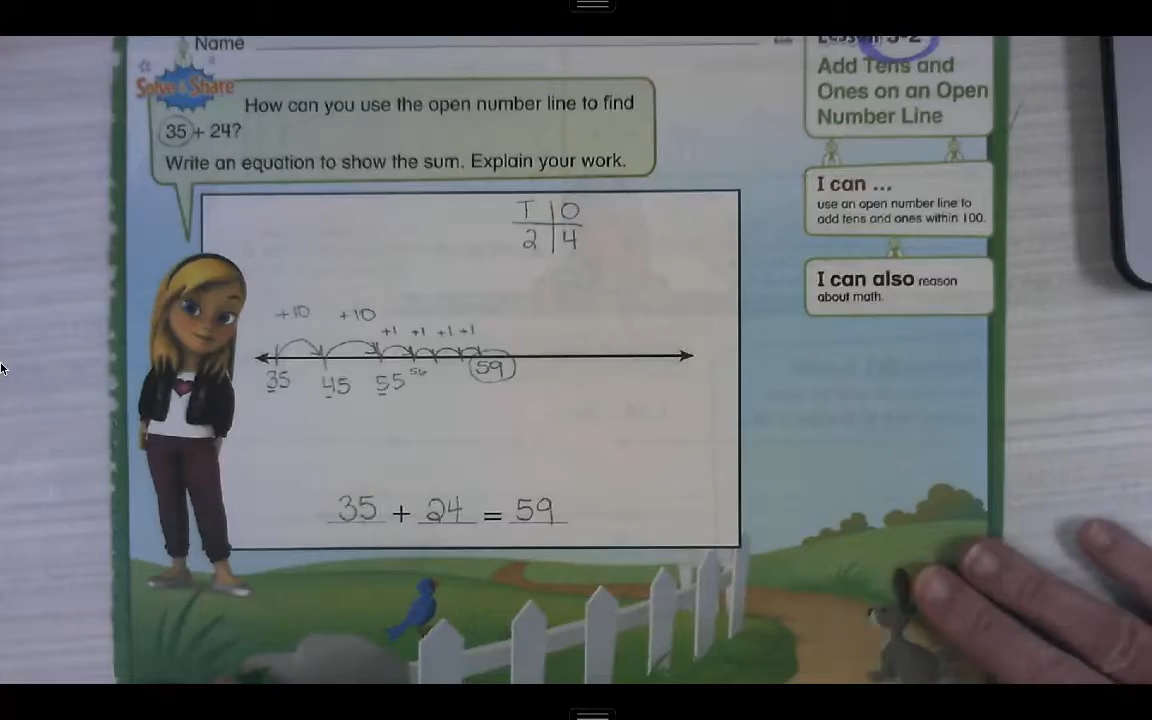 Name
Solve & Share
How can you use the open number line to find
35 + 24?
Write an equation to show the sum. Explain your work.
Lesson 3-2
Add Tens and
Ones on an Open
Number Line
I can ...
use an open number line to
add tens and ones within 100.
I can also reason
about math.
T O
2 4
+10 +10
+1 +1 +1 +1
35 45 55 56 59
35 + 24 = 59